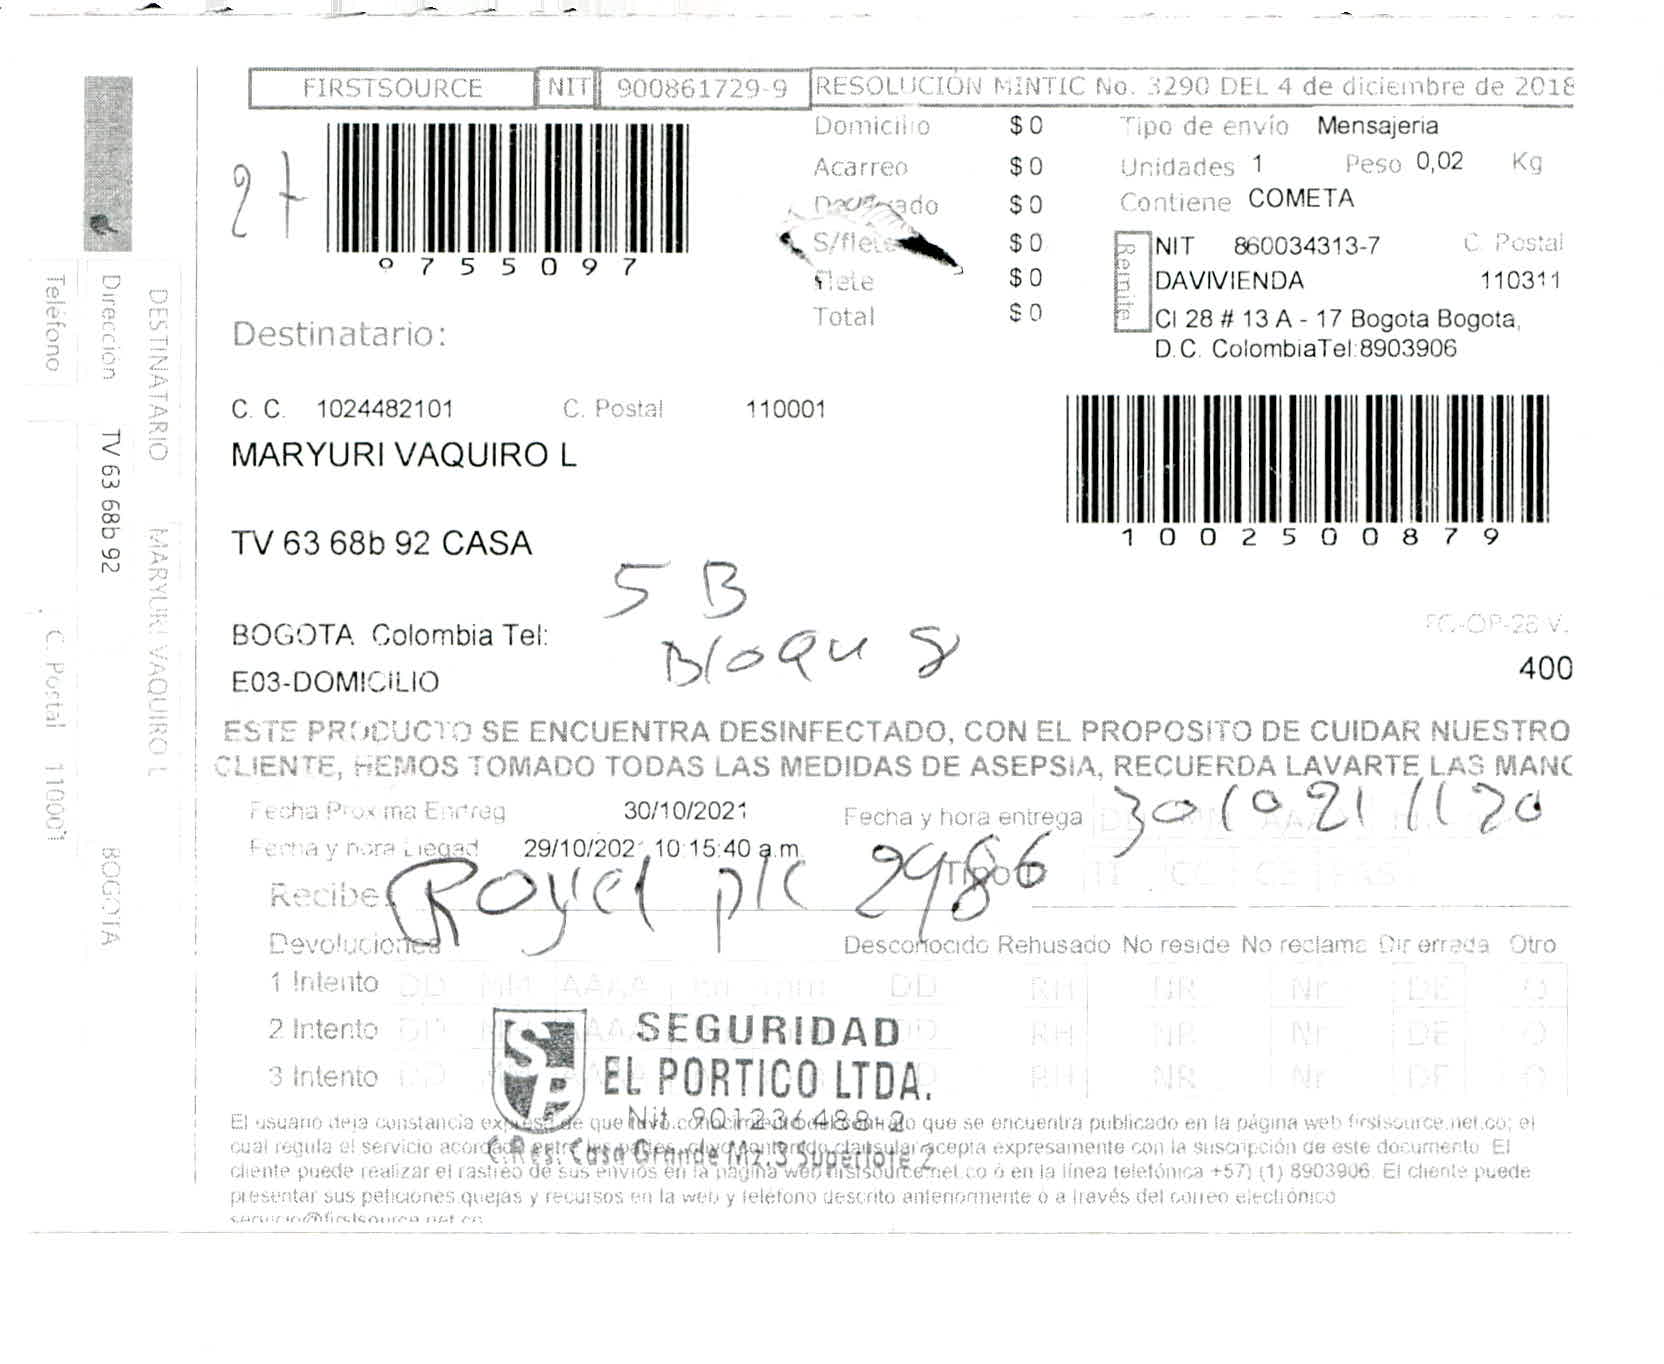 FIRSTSOURCE NIT 900861729-9 RESOLUCIÓN MINTIC No. 3290 DEL 4 de diciembre de 2018
27
9755097
Domicilio $ 0
Acarreo $ 0
$ 0
S/flete $ 0
Flete $ 0
Total $ 0
Tipo de envío Mensajeria
Unidades 1 Peso 0,02 Kg
Contiene COMETA
Remite
NIT 860034313-7 C. Postal
DAVIVIENDA 110311
Cl 28 # 13 A - 17 Bogota Bogota,
D.C. ColombiaTel:8903906
1002500879
Destinatario:
C. C. 1024482101 C. Postal 110001
MARYURI VAQUIRO L
TV 63 68b 92 CASA
5 B
Bloque 8
BOGOTA Colombia Tel:
E03-DOMICILIO
FC-OP-28 V.
400
ESTE PRODUCTO SE ENCUENTRA DESINFECTADO, CON EL PROPOSITO DE CUIDAR NUESTRO
CLIENTE, HEMOS TOMADO TODAS LAS MEDIDAS DE ASEPSIA, RECUERDA LAVARTE LAS MANC
Fecha Proxima Entreg 30/10/2021 Fecha y hora entrega 30 10 21 1120
Fecha y hora Llegad 29/10/2021 10:15:40 a.m.
Recibe Royel plc 2986 TI CC CE PAS
Devoluciones Desconocido Rehusado No reside No reclama Dir errada Otro
1 Intento DD MM AAAA hh mm DD RH NR Nr DE O
2 Intento DD AAAA DD RH NR Nr DE O
3 Intento DD RH NR Nr DE O
SP
SEGURIDAD
EL PORTICO LTDA.
Nit. 901236488-2
C. Res. Casa Grande Mz.3 Superlote 2
El usuario deja constancia expresa de que tuvo conocimiento del contrato que se encuentra publicado en la página web firstsource.net.co; el
cual regula el servicio acordado entre las partes, cuyo contenido clausular acepta expresamente con la suscripción de este documento. El
cliente puede realizar el rastreo de sus envíos en la página web firstsource.net.co ó en la línea telefónica +57) (1) 8903906. El cliente puede
presentar sus peticiones quejas y recursos en la web y teléfono descrito anteriormente o a través del correo electrónico
servicio@firstsource.net.co
DESTINATARIO MARYURI VAQUIRO L
Dirección TV 63 68b 92 BOGOTA
Teléfono C. Postal 110001